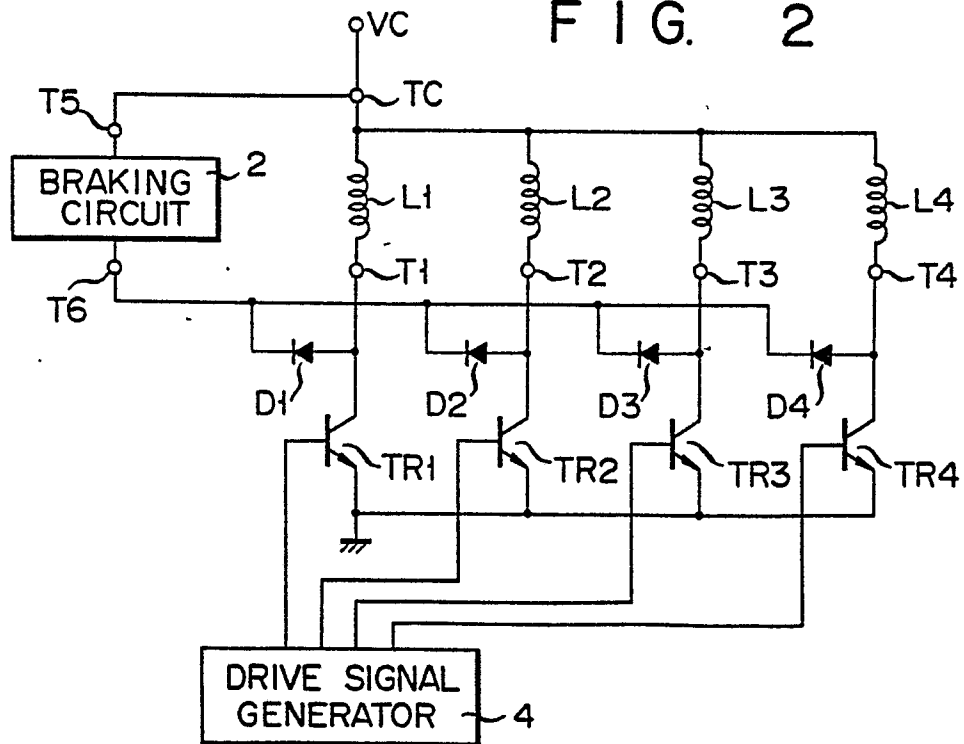 FIG. 2
VC
TC
T5
BRAKING
CIRCUIT
2
L1
L2
L3
L4
T6
T1
T2
T3
T4
D1
D2
D3
D4
TR1
TR2
TR3
TR4
DRIVE SIGNAL
GENERATOR
4